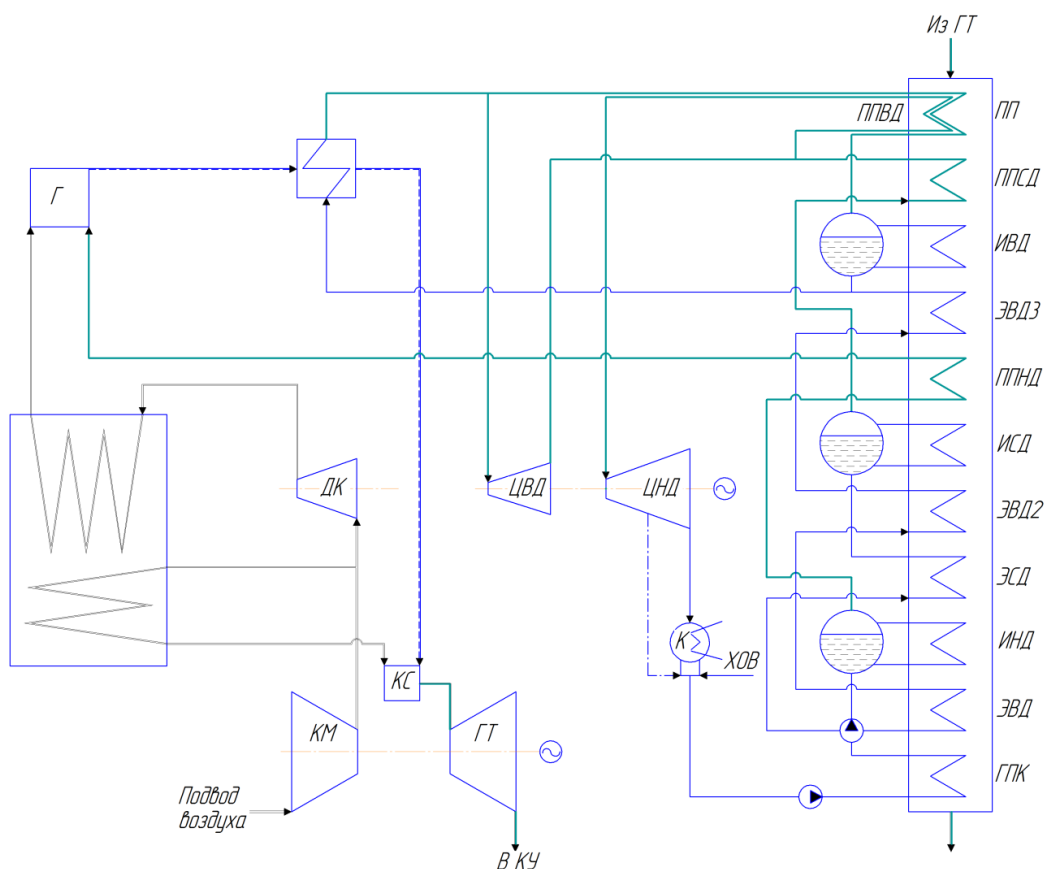 Из ГТ
ППВД
ПП
Г
ППСД
ИВД
ЭВД3
ППНД
ИСД
ДК
ЦВД
ЦНД
ЭВД2
ЭСД
К
ХОВ
ИНД
КС
ЭВД
КМ
ГТ
ГПК
Подвод
воздуха
В КУ